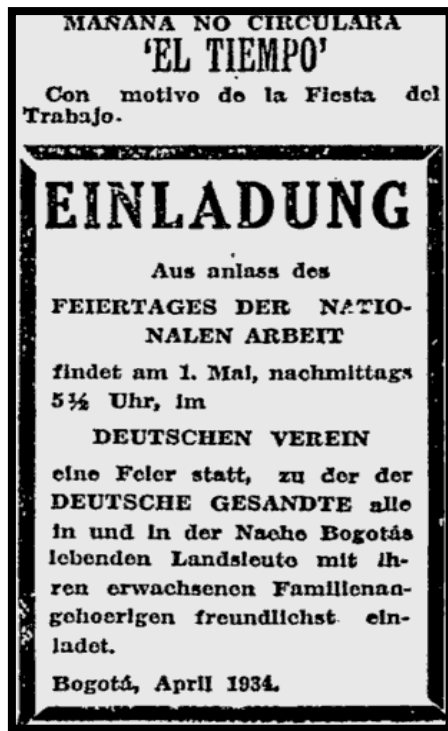 MAÑANA NO CIRCULARA
'EL TIEMPO'
Con motivo de la Fiesta del
Trabajo.
EINLADUNG
Aus anlass des
FEIERTAGES DER NATIO-
NALEN ARBEIT
findet am 1. Mai, nachmittags
5½ Uhr, im
DEUTSCHEN VEREIN
eine Feier statt, zu der der
DEUTSCHE GESANDTE alle
in und in der Naehe Bogotás
lebenden Landsleute mit ih-
ren erwachsenen Familienan-
gehoerigen freundlichst ein-
ladet.
Bogotá, April 1934.